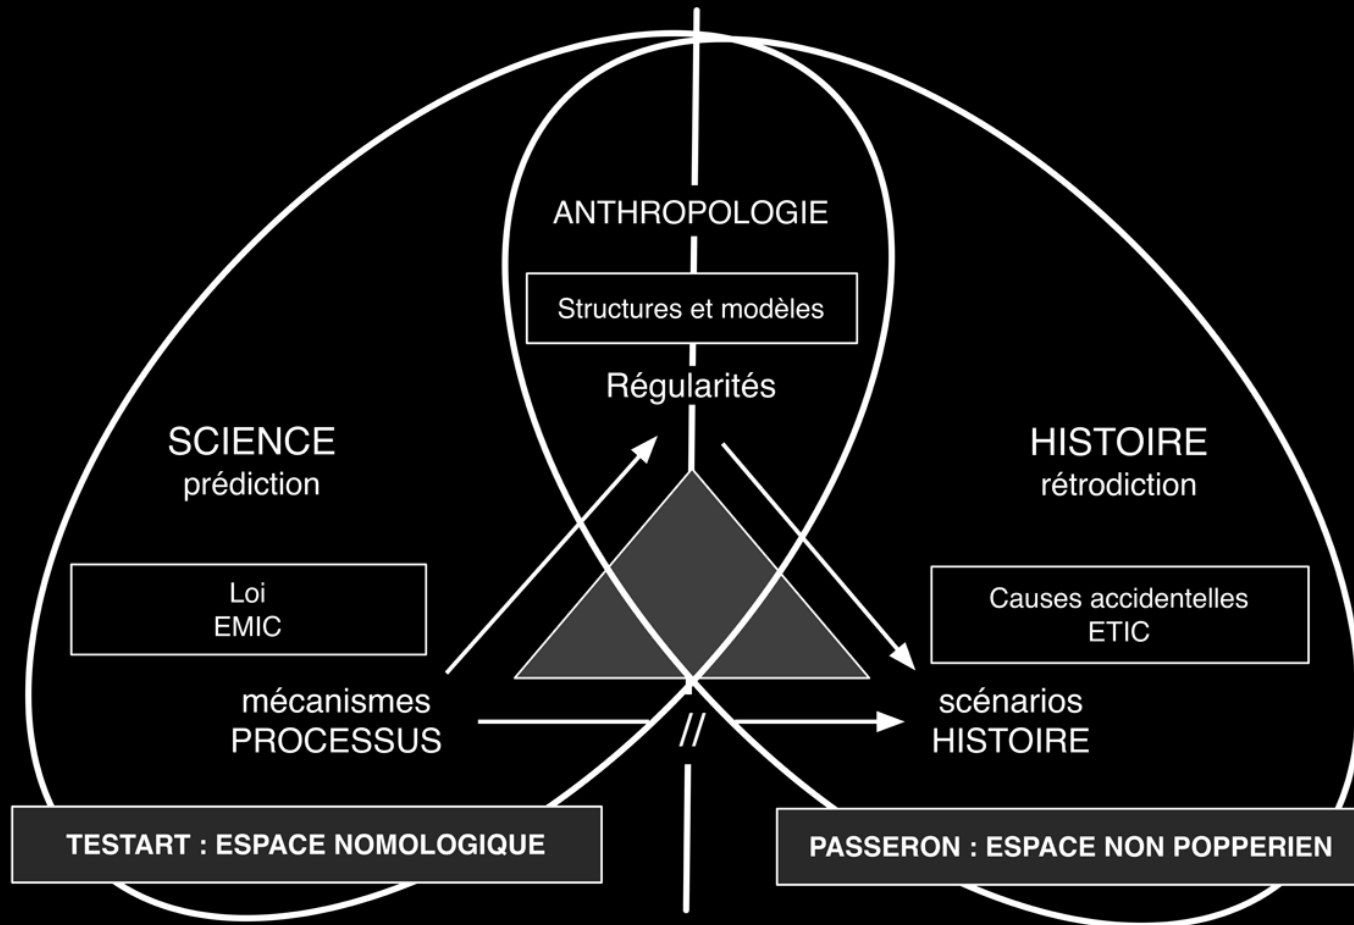 ANTHROPOLOGIE
Structures et modèles
Régularités
SCIENCE
prédiction
Loi
EMIC
mécanismes
PROCESSUS
//
HISTOIRE
rétrodiction
Causes accidentelles
ETIC
scénarios
HISTOIRE
TESTART : ESPACE NOMOLOGIQUE
PASSERON : ESPACE NON POPPERIEN